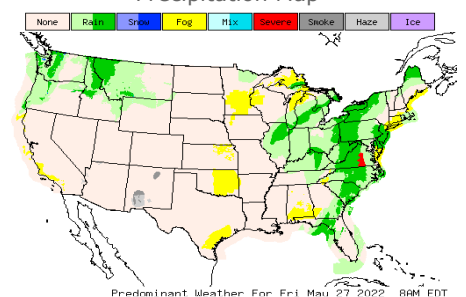 Precipitation Map
None Rain Snow Fog Mix Severe Smoke Haze Ice
Predominant Weather For Fri May 27 2022 8AM EDT